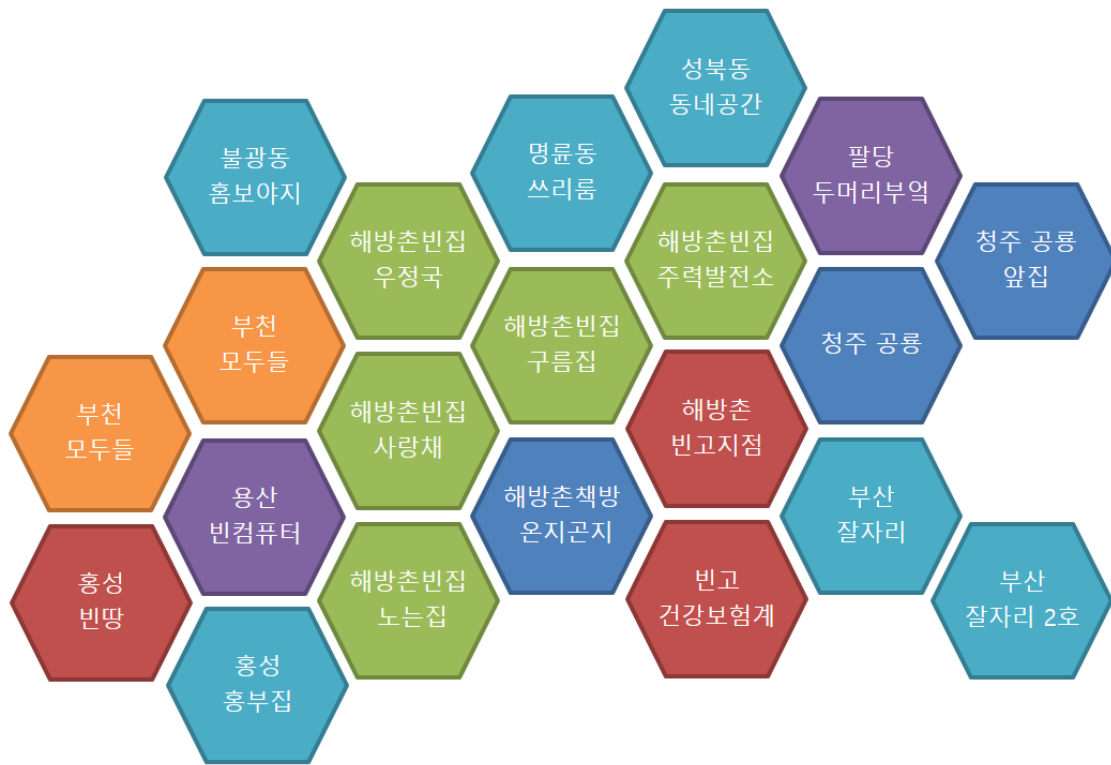 성북동
동네공간
불광동
홈보야지
명륜동
쓰리룸
팔당
두머리부엌
해방촌빈집
우정국
해방촌빈집
주력발전소
청주 공룡
앞집
부천
모두들
해방촌빈집
구름집
청주 공룡
부천
모두들
해방촌빈집
사랑채
해방촌
빈고지점
용산
빈컴퓨터
해방촌책방
온지곤지
부산
잘자리
홍성
빈땅
해방촌빈집
노는집
빈고
건강보험계
부산
잘자리 2호
홍성
홍부집